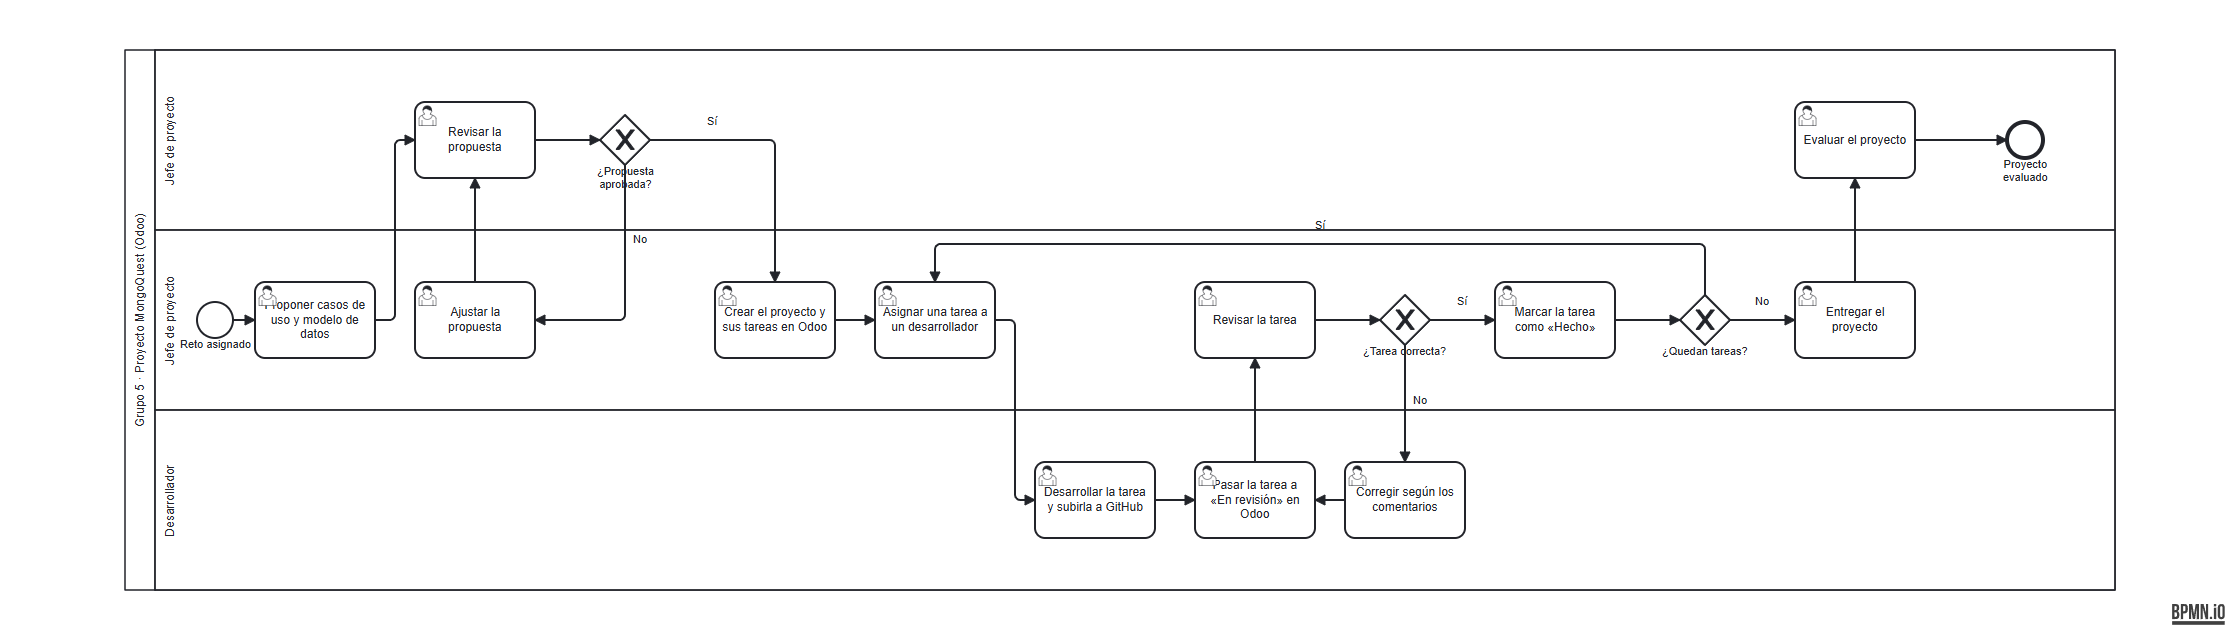 Grupo 5 · Proyecto MongoQuest (Odoo)
Jefe de proyecto
Revisar la
propuesta
¿Propuesta
aprobada?
Sí
No
Evaluar el proyecto
Proyecto
evaluado
Jefe de proyecto
Reto asignado
Proponer casos de
uso y modelo de
datos
Ajustar la
propuesta
Crear el proyecto y
sus tareas en Odoo
Asignar una tarea a
un desarrollador
Sí
Revisar la tarea
¿Tarea correcta?
Sí
No
Marcar la tarea
como «Hecho»
¿Quedan tareas?
No
Entregar el
proyecto
Desarrollador
Desarrollar la tarea
y subirla a GitHub
Pasar la tarea a
«En revisión» en
Odoo
Corregir según los
comentarios
BPMN.iO